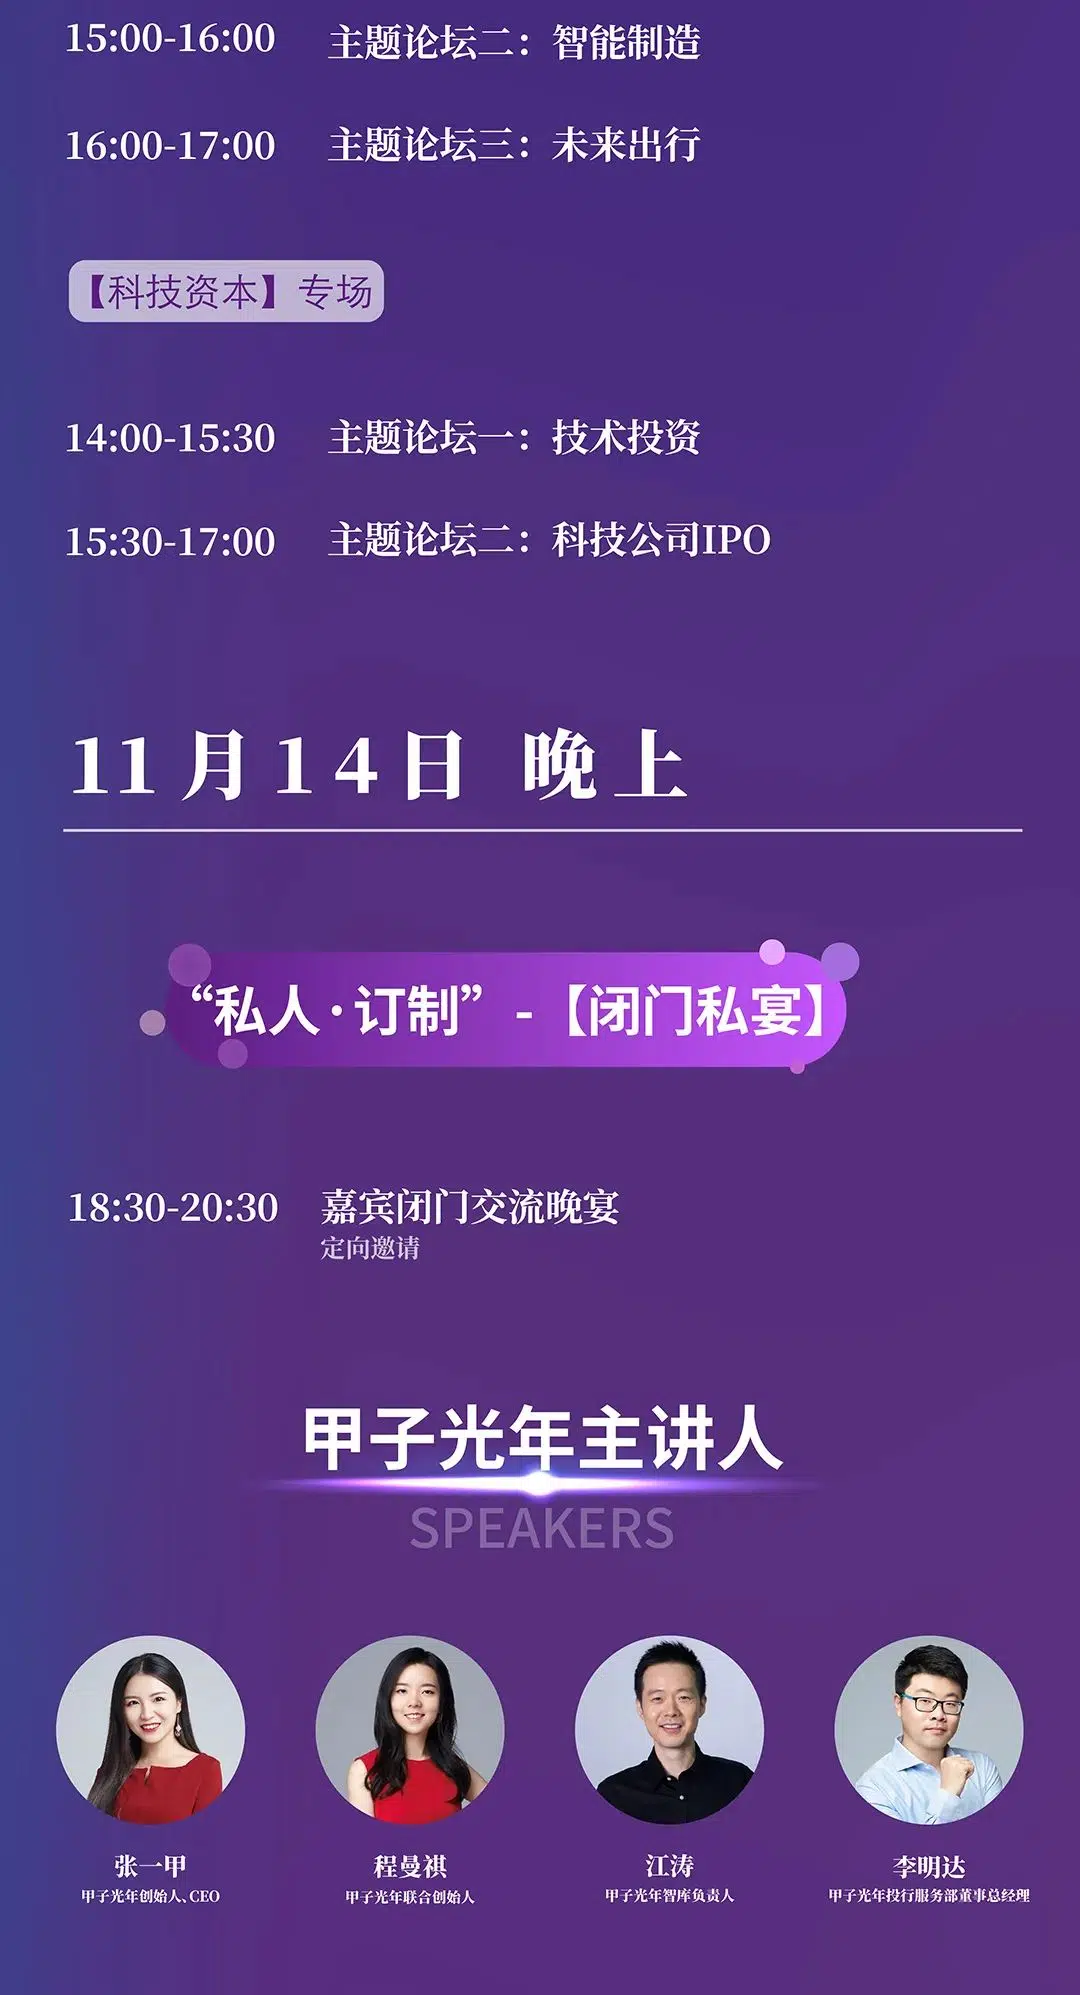 15:00-16:00 主题论坛二：智能制造
16:00-17:00 主题论坛三：未来出行
【科技资本】专场
14:00-15:30 主题论坛一：技术投资
15:30-17:00 主题论坛二：科技公司IPO
11月14日 晚上
“私人·订制”-【闭门私宴】
18:30-20:30 嘉宾闭门交流晚宴
定向邀请
甲子光年主讲人
SPEAKERS
张一甲 程曼祺 江涛 李明达
甲子光年创始人、CEO 甲子光年联合创始人 甲子光年智库负责人 甲子光年投行服务部董事总经理